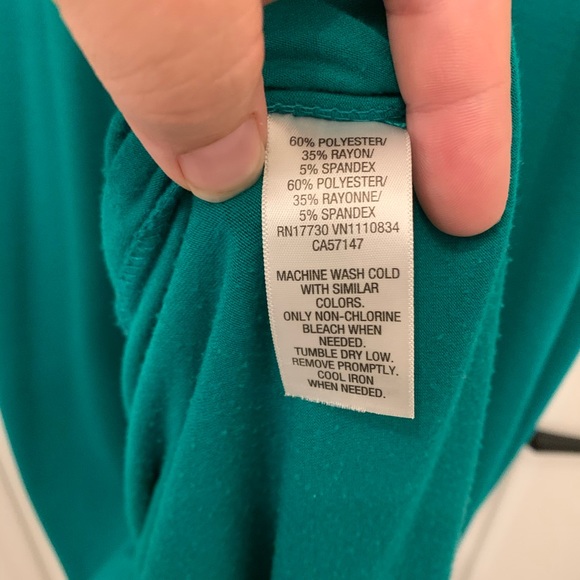 60% POLYESTER/
35% RAYON/
5% SPANDEX
60% POLYESTER/
35% RAYONNE/
5% SPANDEX
RN17730 VN1110834
CA57147
MACHINE WASH COLD
WITH SIMILAR
COLORS.
ONLY NON-CHLORINE
BLEACH WHEN
NEEDED.
TUMBLE DRY LOW.
REMOVE PROMPTLY.
COOL IRON
WHEN NEEDED.